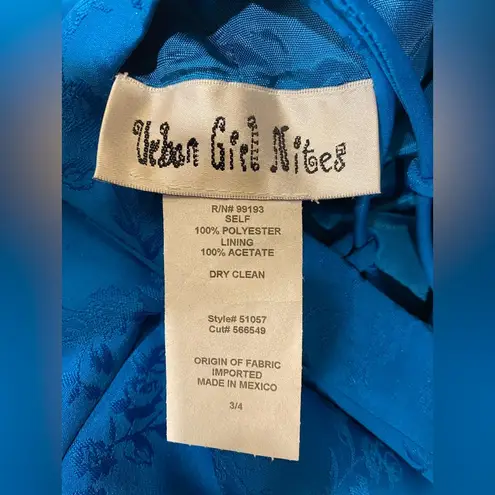 Urban Girl Nites
R/N# 99193
SELF
100% POLYESTER
LINING
100% ACETATE
DRY CLEAN
Style# 51057
Cut# 566549
ORIGIN OF FABRIC
IMPORTED
MADE IN MEXICO
3/4